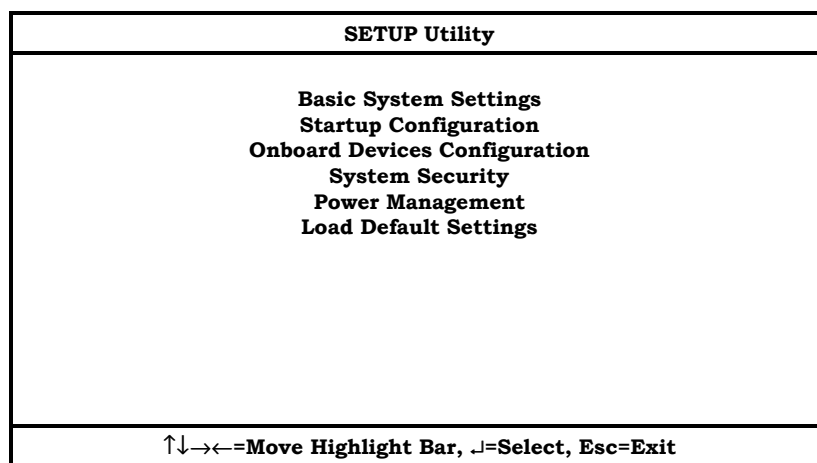 SETUP Utility
Basic System Settings
Startup Configuration
Onboard Devices Configuration
System Security
Power Management
Load Default Settings
↑↓→←=Move Highlight Bar, ↵=Select, Esc=Exit